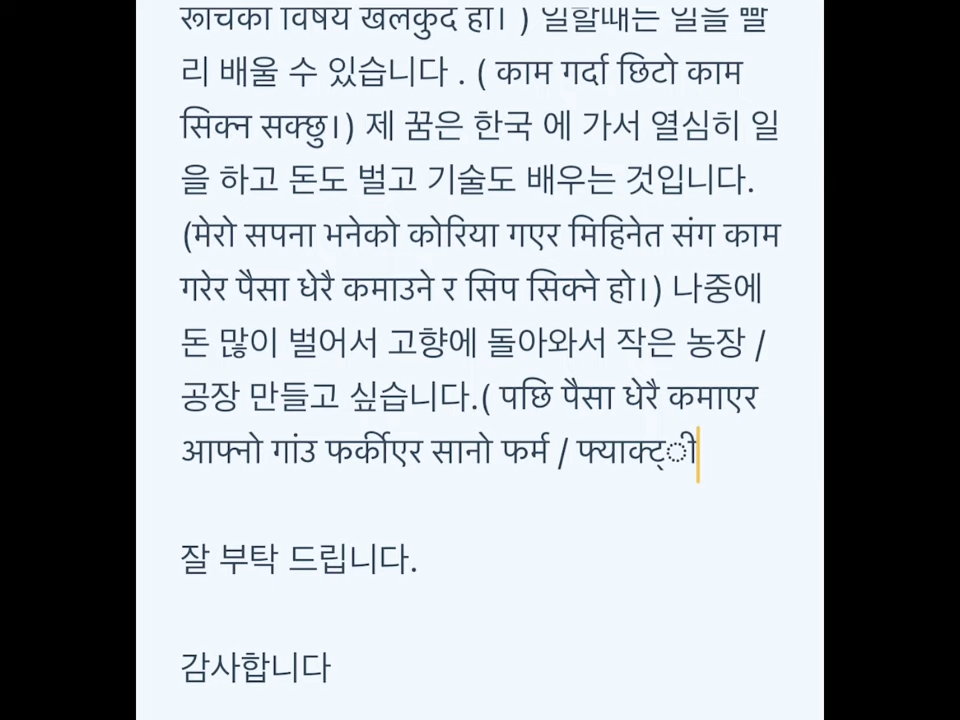 रूचिको विषय खेलकुद हो। ) 일할때는 일을 빨
리 배울 수 있습니다 . ( काम गर्दा छिटो काम
सिक्न सक्छु।) 제 꿈은 한국 에 가서 열심히 일
을 하고 돈도 벌고 기술도 배우는 것입니다.
(मेरो सपना भनेको कोरिया गएर मिहिनेत संग काम
गरेर पैसा धेरै कमाउने र सिप सिक्ने हो।) 나중에
돈 많이 벌어서 고향에 돌아와서 작은 농장 /
공장 만들고 싶습니다.( पछि पैसा धेरै कमाएर
आफ्नो गांउ फर्कीएर सानो फर्म / फ्याक्ट्ी
잘 부탁 드립니다.
감사합니다